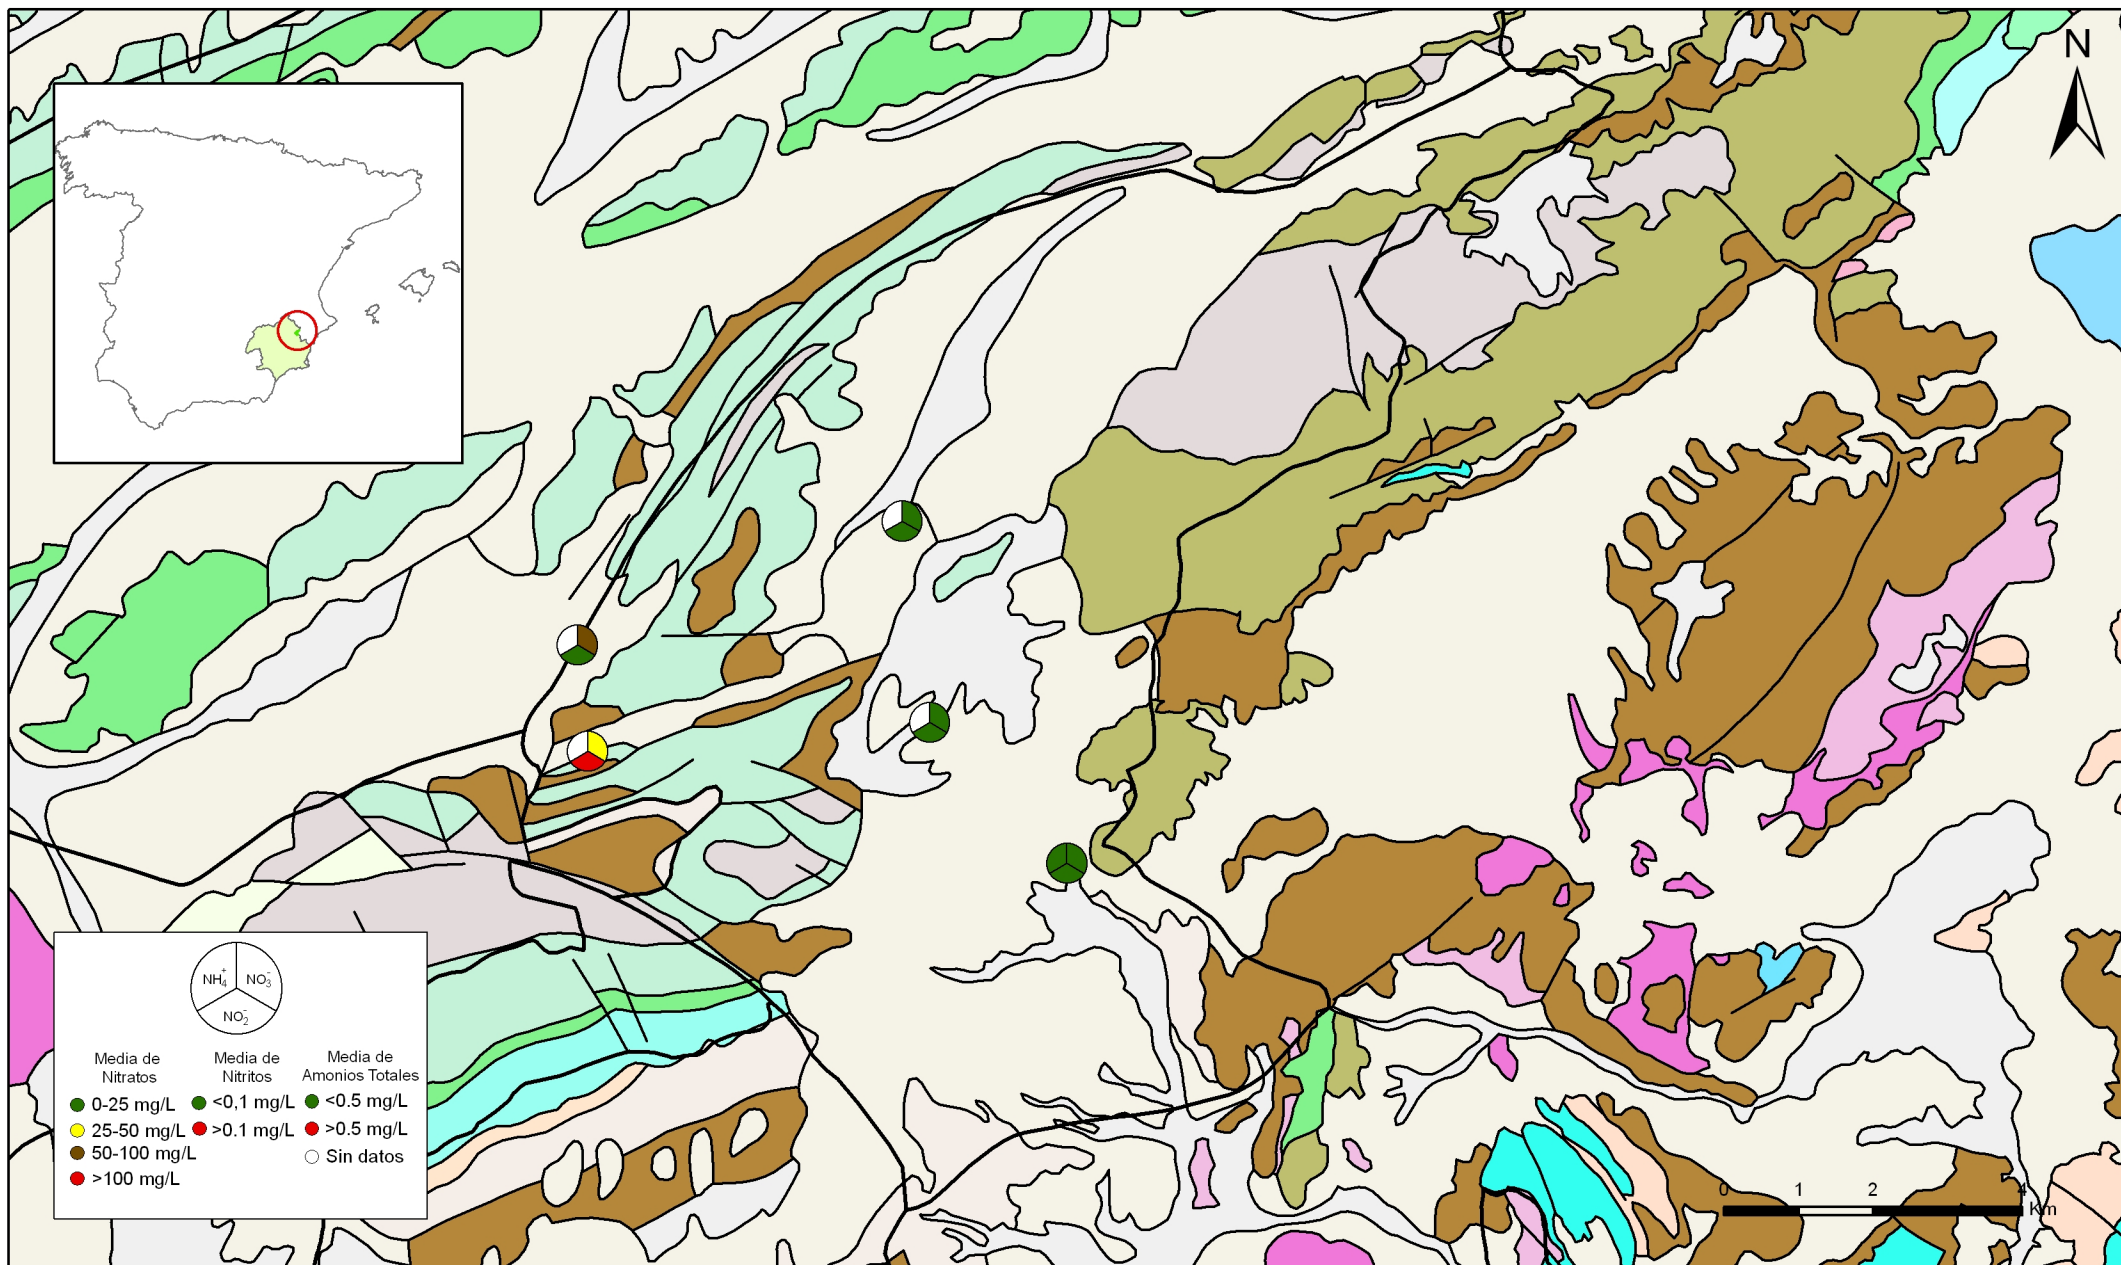 N
NH4+
NO3-
NO2-
Media de
Nitratos
Media de
Nitritos
Media de
Amonios Totales
0-25 mg/L
<0,1 mg/L
<0.5 mg/L
25-50 mg/L
>0.1 mg/L
>0.5 mg/L
50-100 mg/L
Sin datos
>100 mg/L
0 1 2 4
Km